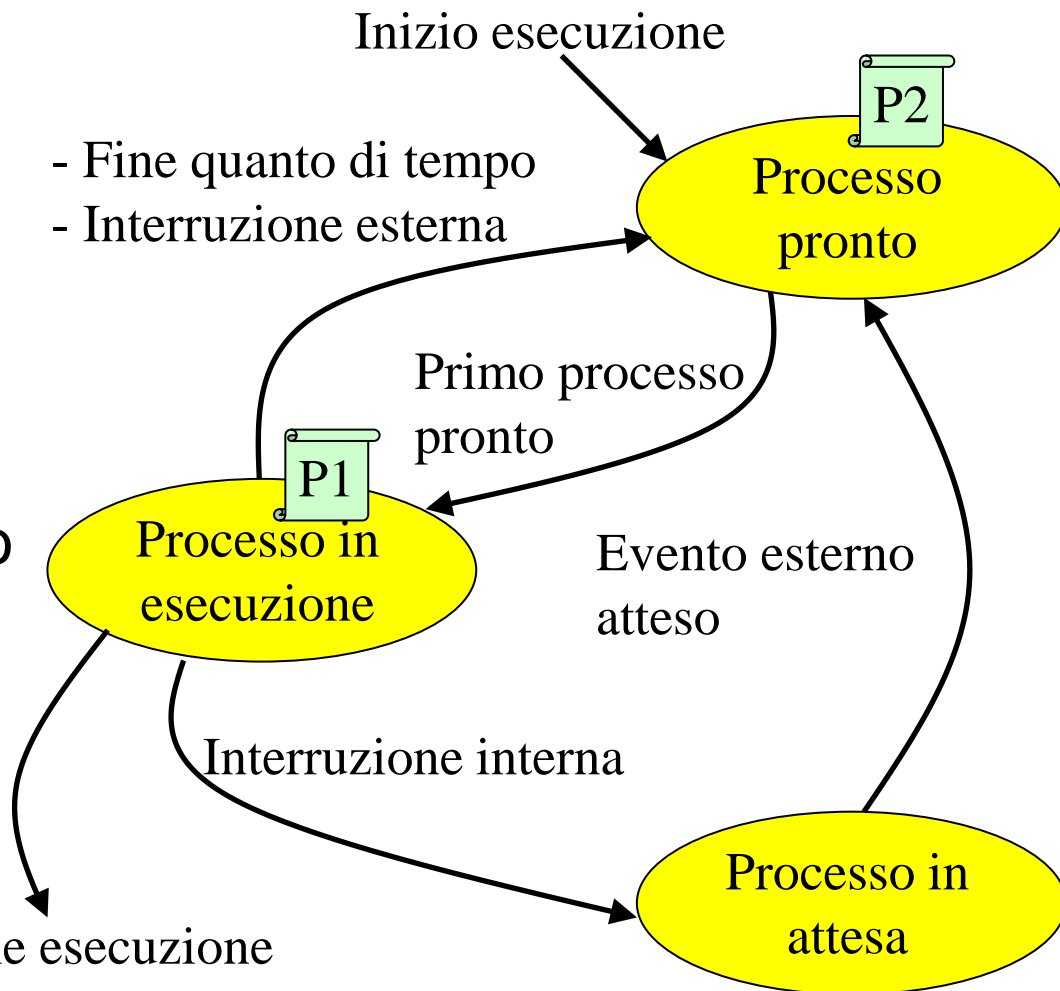 Inizio esecuzione
P2
- Fine quanto di tempo
- Interruzione esterna
Processo
pronto
Primo processo
pronto
P1
Processo in
esecuzione
Evento esterno
atteso
Interruzione interna
Processo in
attesa
esecuzione